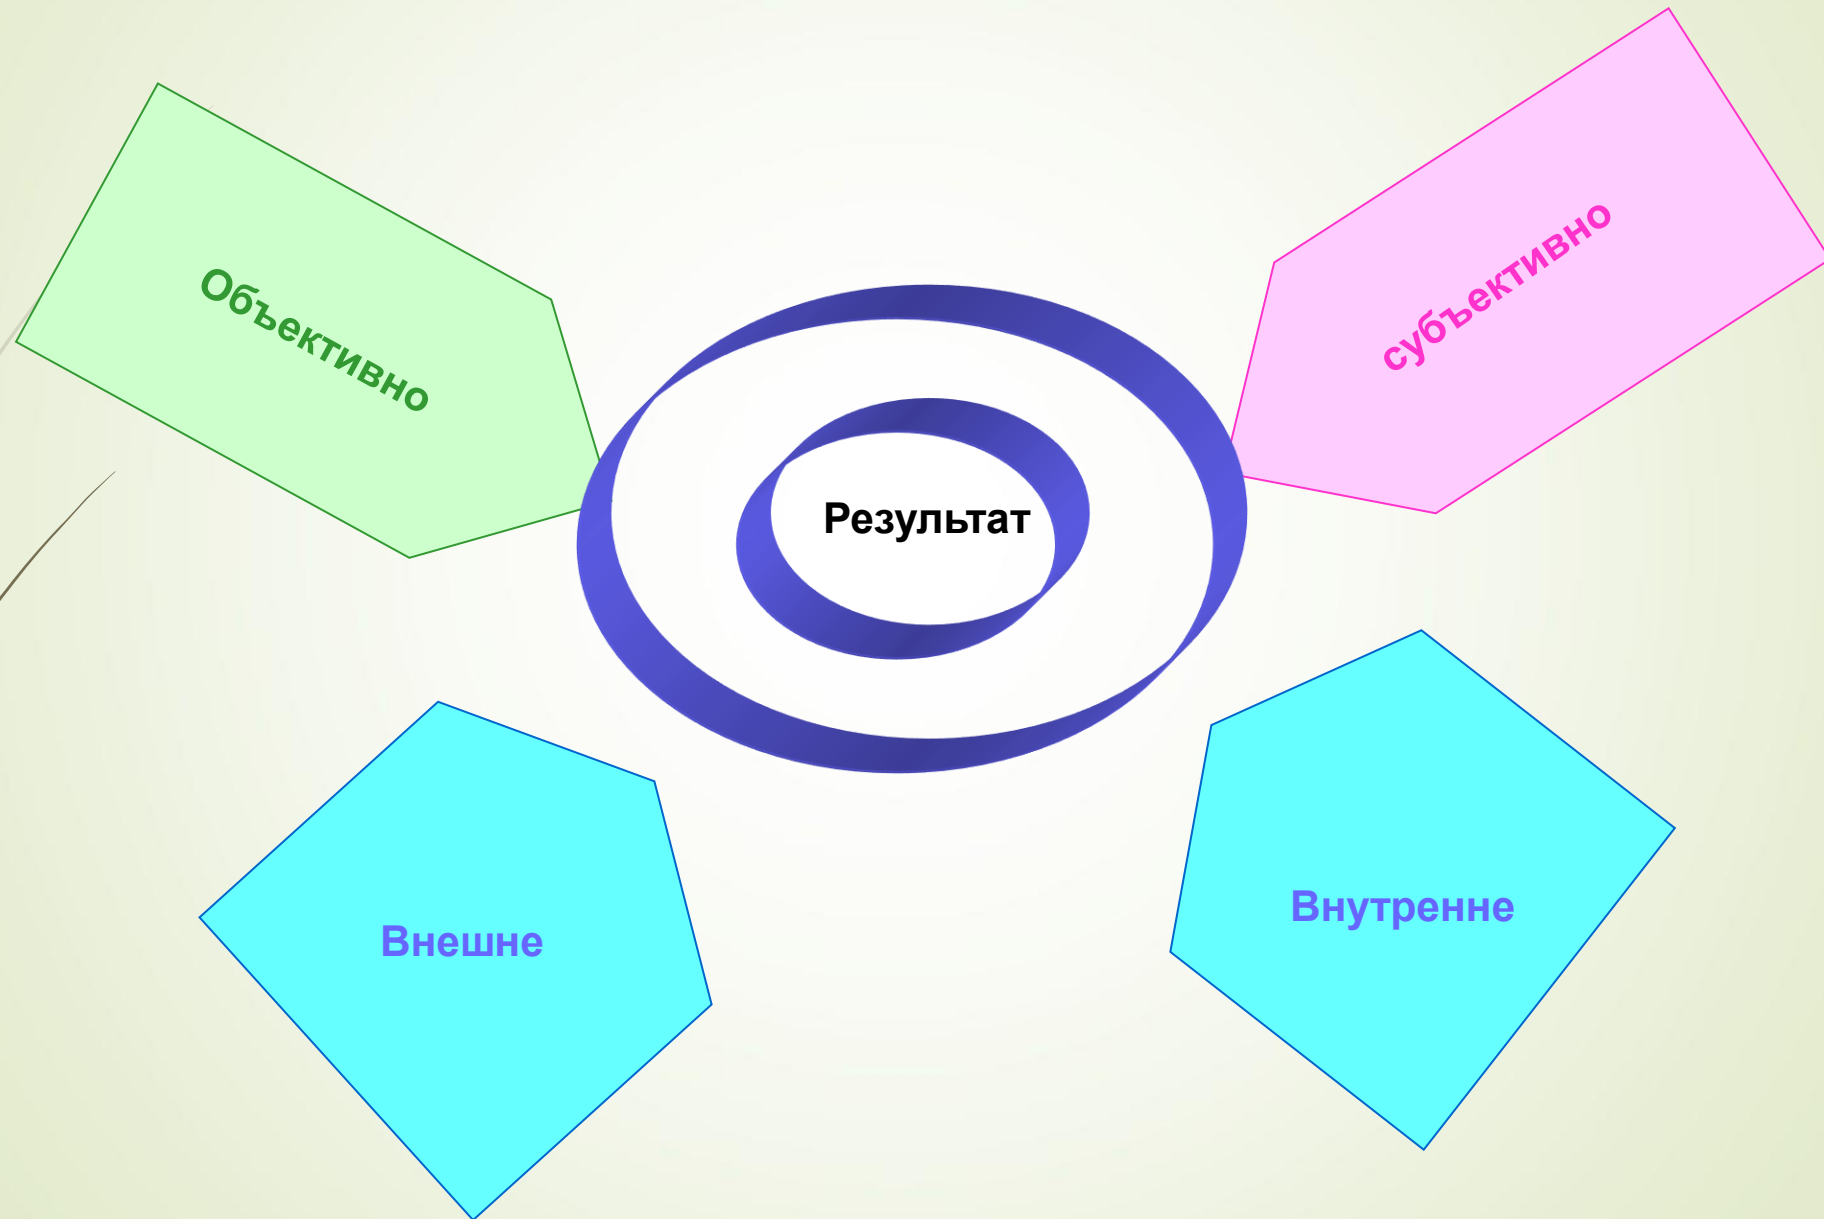 Объективно
субъективно
Результат
Внешне
Внутренне